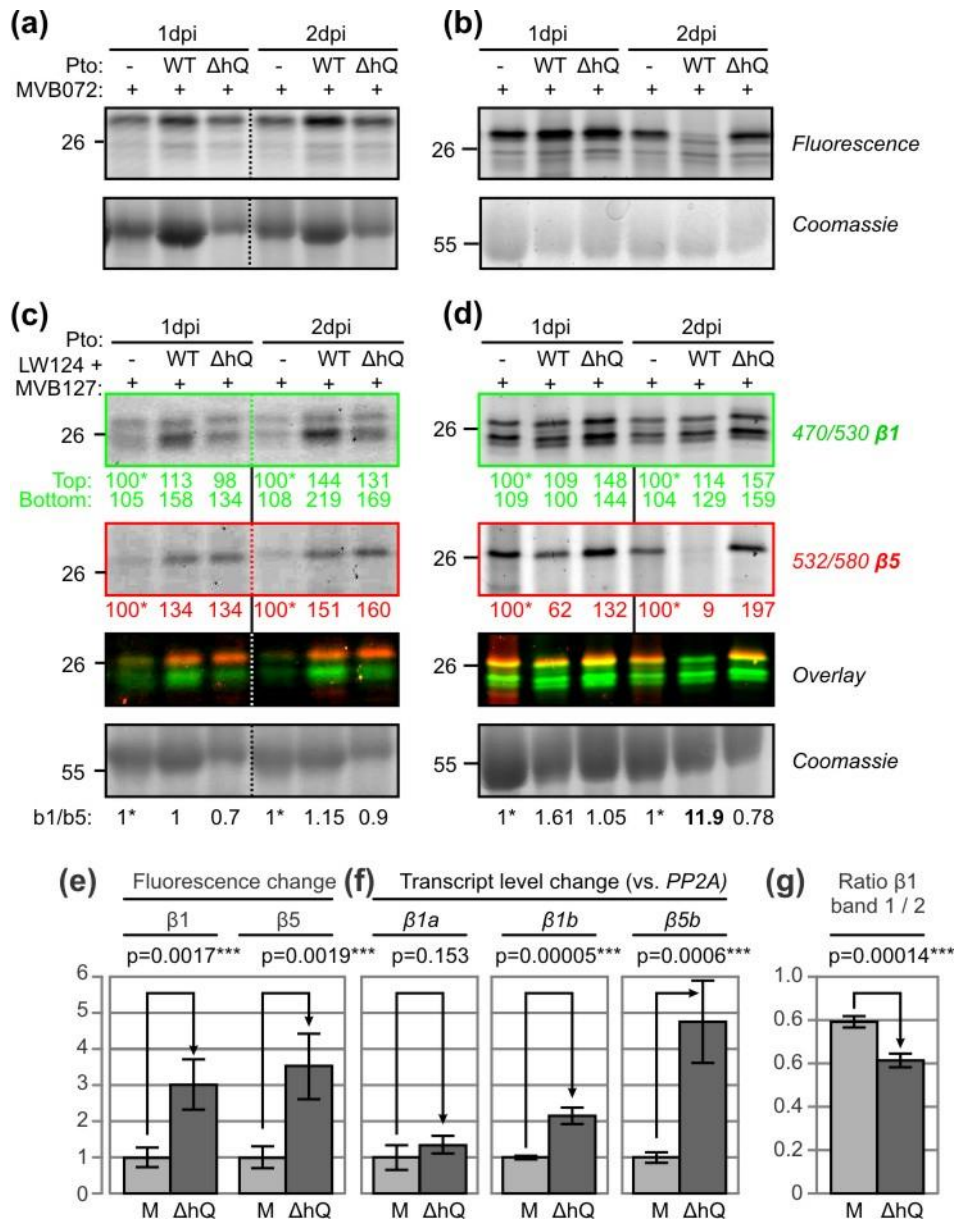 (a)
1dpi 2dpi
Pto: - WT ΔhQ - WT ΔhQ
MVB072: + + + + + +
26
(b)
1dpi 2dpi
- WT ΔhQ - WT ΔhQ
+ + + + + +
26
Fluorescence
55
Coomassie
(c)
1dpi 2dpi
Pto: - WT ΔhQ - WT ΔhQ
LW124 +
MVB127: + + + + + +
26
Top: 100* 113 98 100* 144 131
Bottom: 105 158 134 108 219 169
26
100* 134 134 100* 151 160
26
55
b1/b5: 1* 1 0.7 1* 1.15 0.9
(d)
1dpi 2dpi
- WT ΔhQ - WT ΔhQ
+ + + + + +
26
470/530 β1
100* 109 148 100* 114 157
109 100 144 104 129 159
26
532/580 β5
100* 62 132 100* 9 197
26
Overlay
55
Coomassie
1* 1.61 1.05 1* 11.9 0.78
(e)
Fluorescence change
β1 β5
p=0.0017*** p=0.0019***
6
5
4
3
2
1
0
M ΔhQ M ΔhQ
(f)
Transcript level change (vs. PP2A)
β1a β1b β5b
p=0.153 p=0.00005*** p=0.0006***
M ΔhQ M ΔhQ M ΔhQ
(g)
Ratio β1
band 1 / 2
p=0.00014***
1.0
0.8
0.6
0.6
0.2
0
M ΔhQ